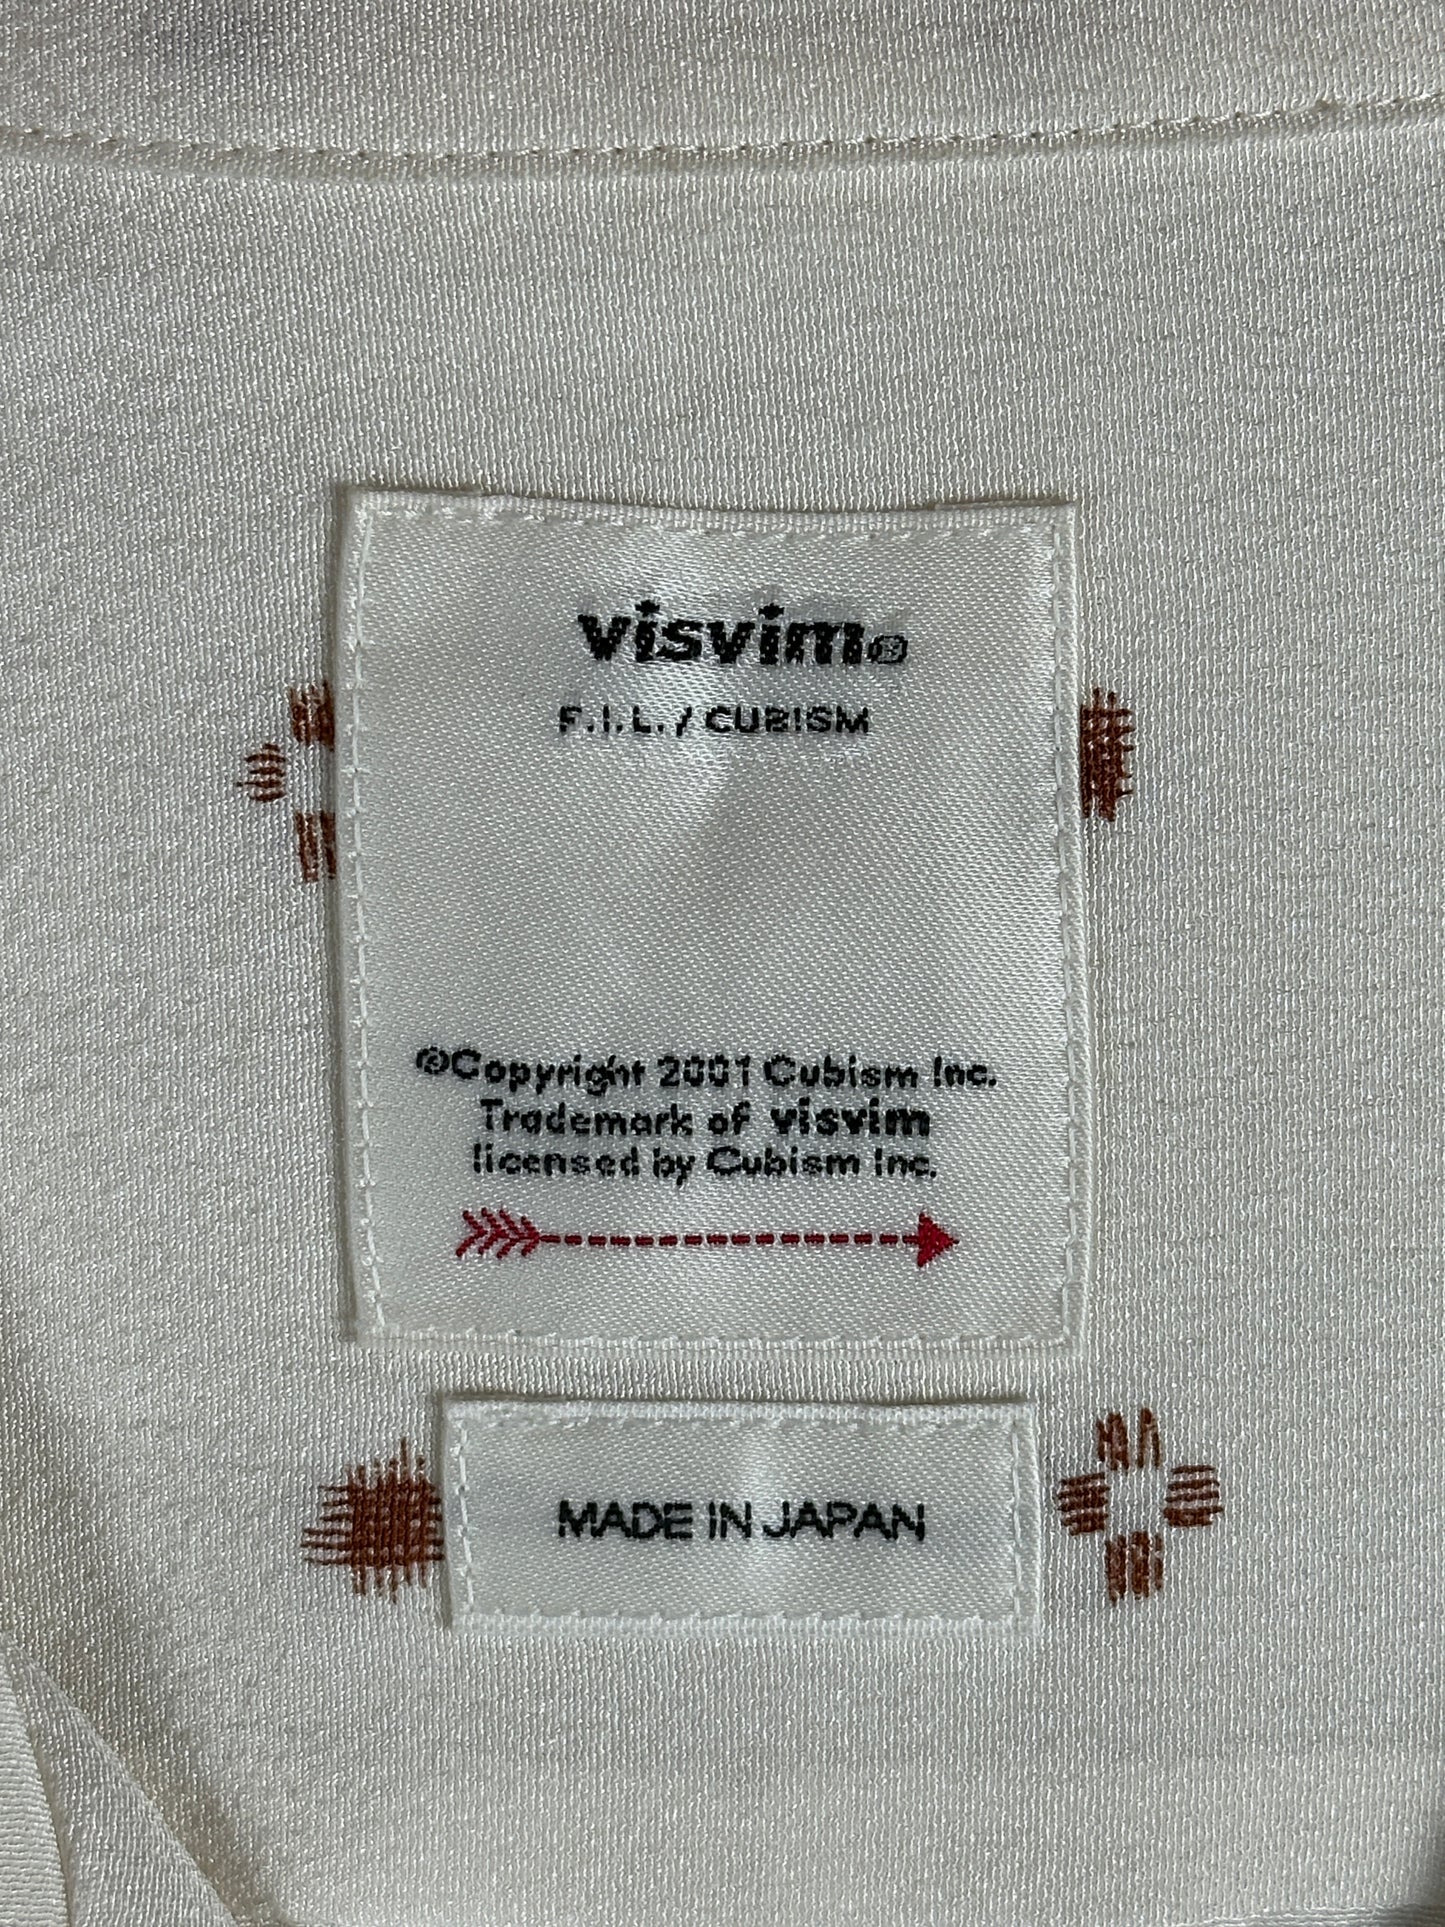 visvim®
F.I.L. / CUBISM
©Copyright 2001 Cubism Inc.
Trademark of visvim
licensed by Cubism Inc.
MADE IN JAPAN